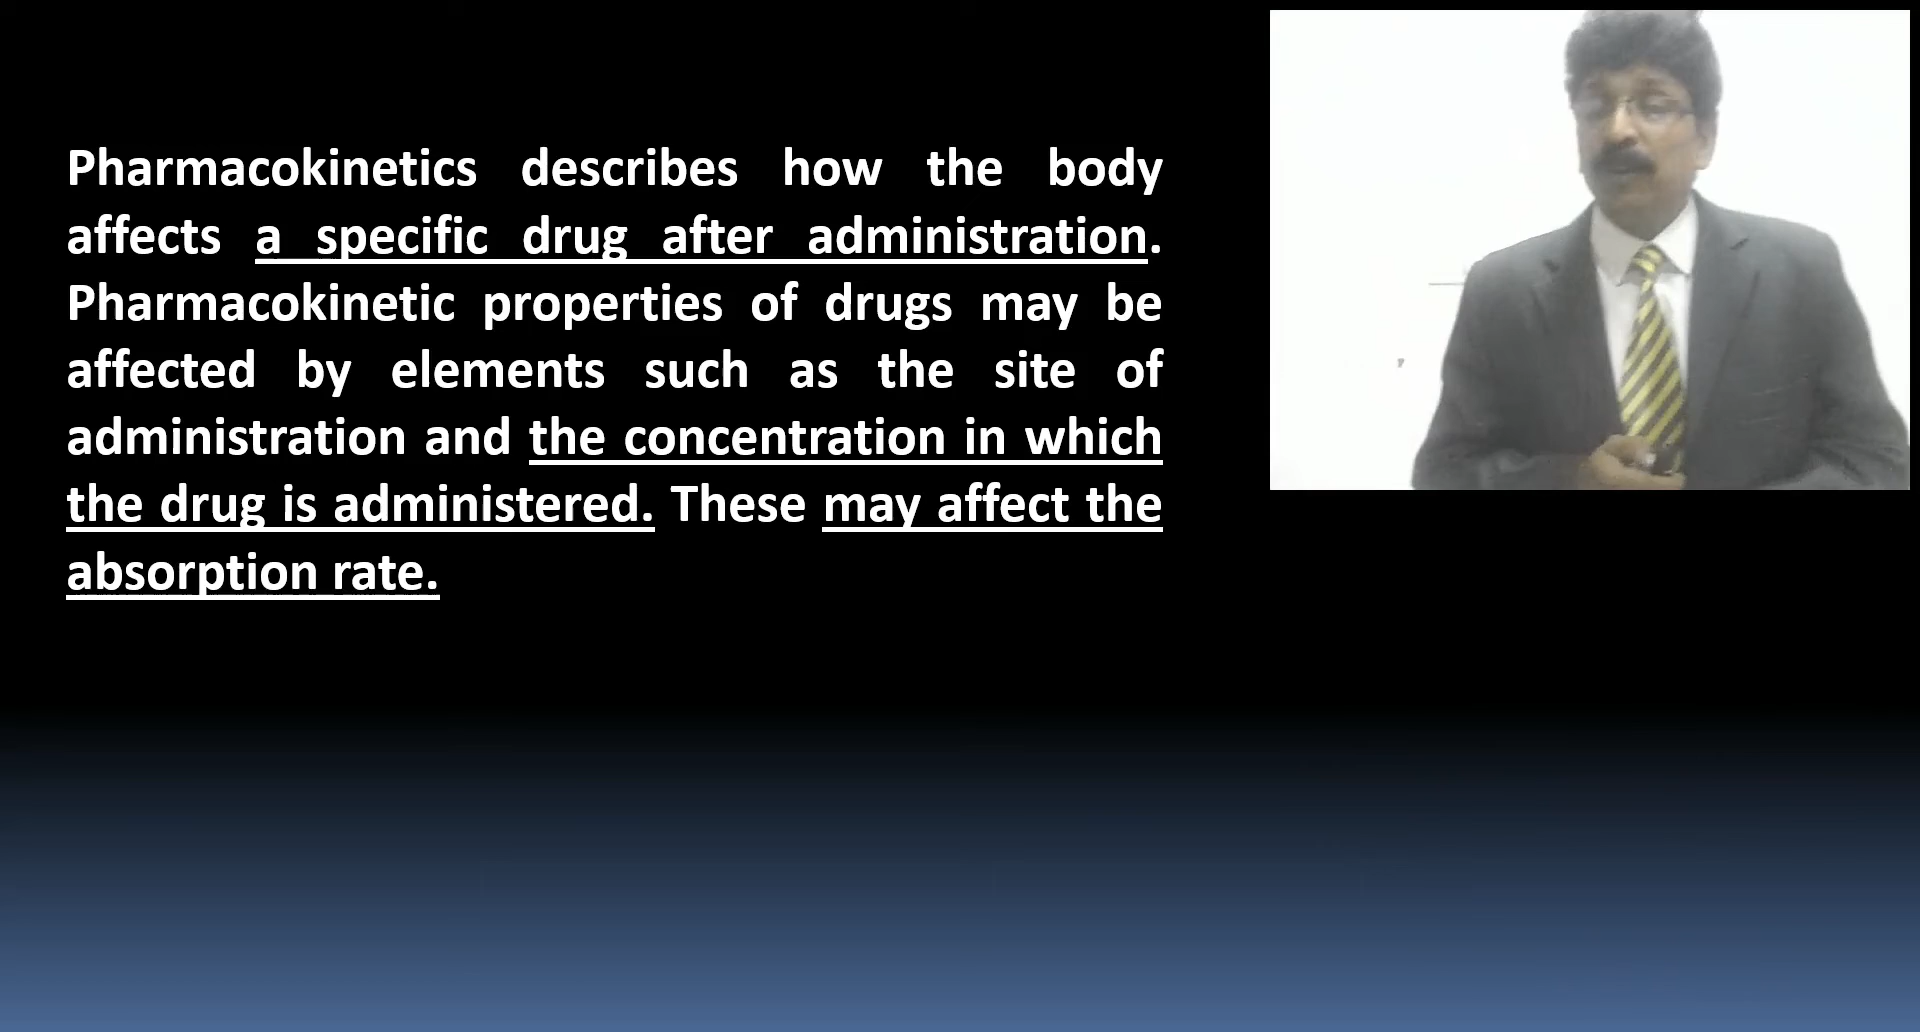 Pharmacokinetics describes how the body
affects a specific drug after administration.
Pharmacokinetic properties of drugs may be
affected by elements such as the site of
administration and the concentration in which
the drug is administered. These may affect the
absorption rate.